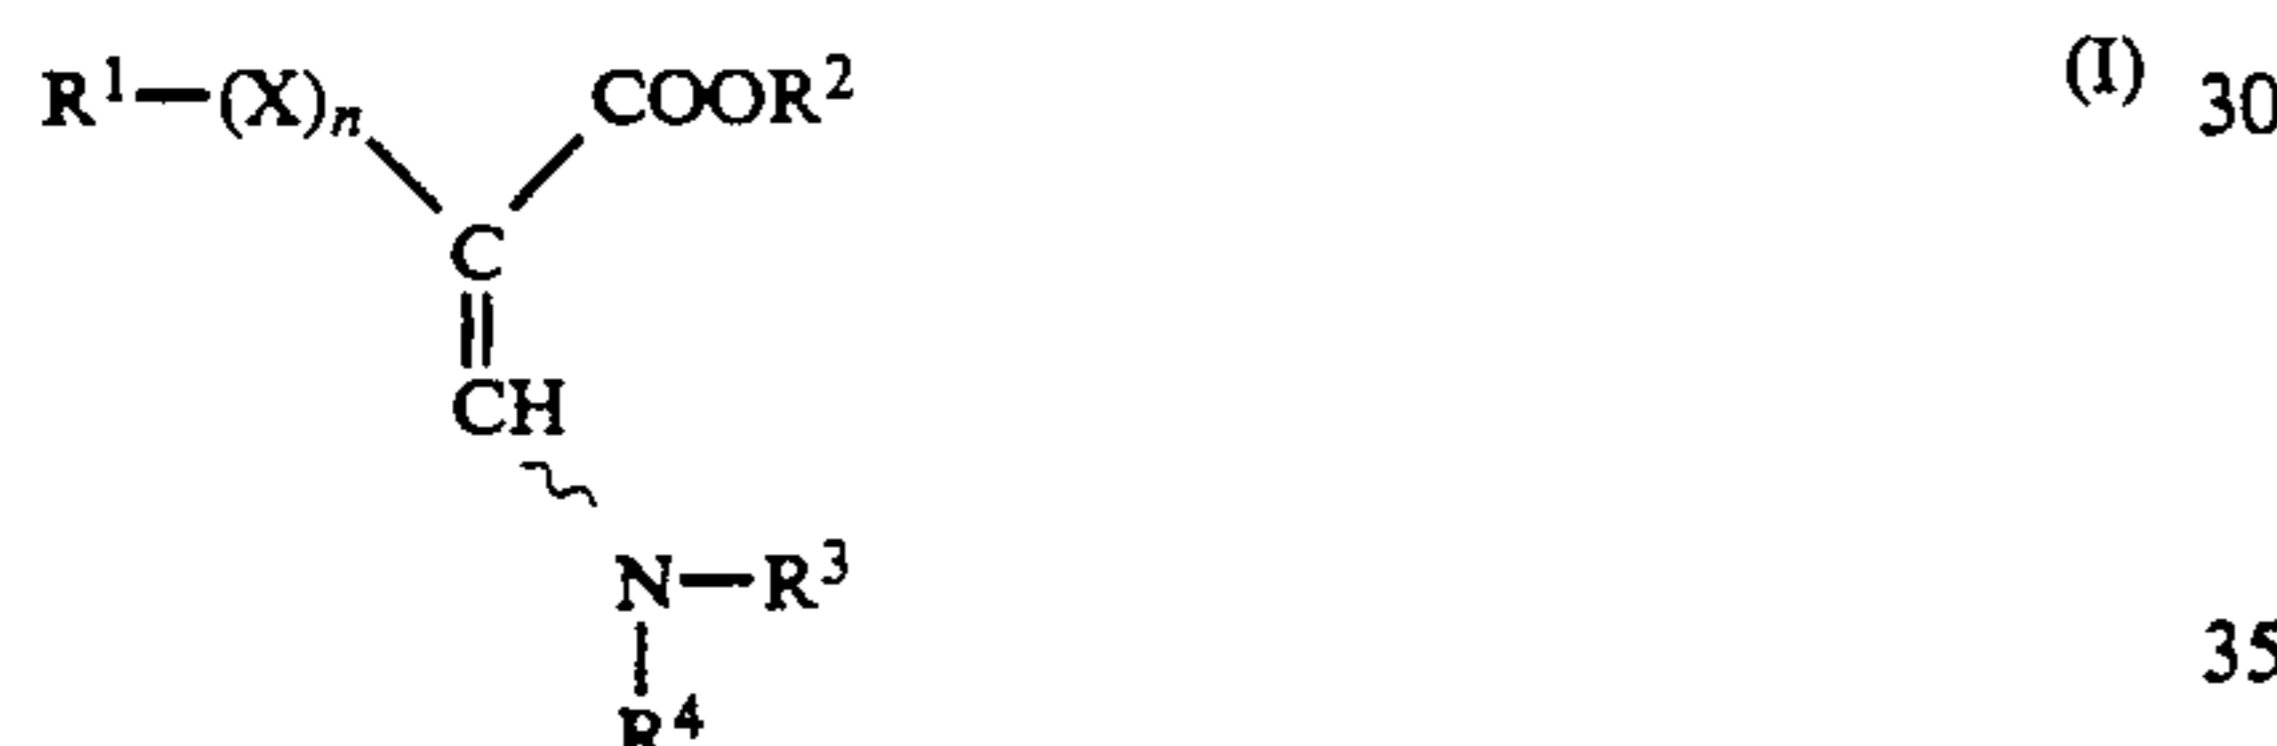 R1—(X)n COOR2 (I) 30
C
CH
N—R3
35
R4